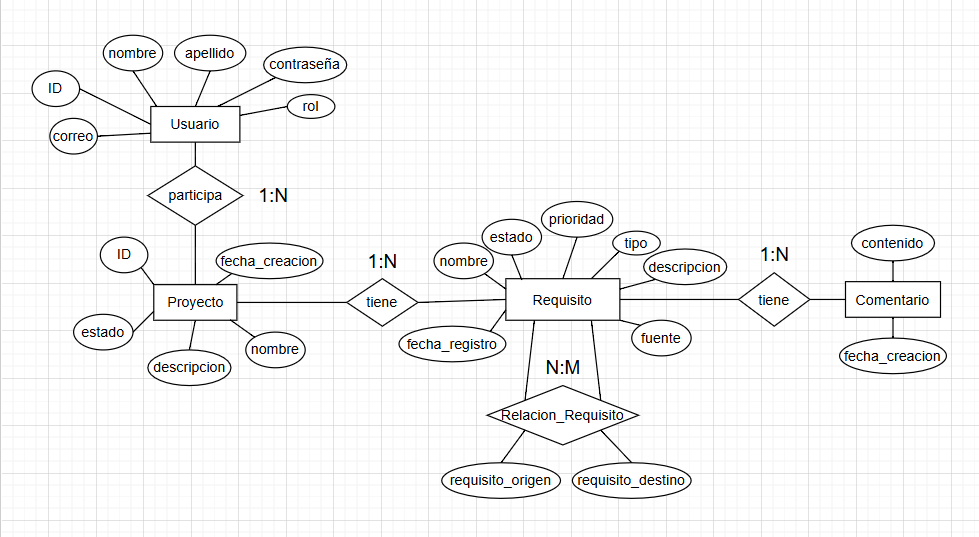 nombre
apellido
contraseña
ID
rol
correo
Usuario
participa
1:N
ID
fecha_creacion
Proyecto
estado
descripcion
nombre
1:N
tiene
prioridad
estado
tipo
nombre
descripcion
Requisito
fecha_registro
fuente
N:M
Relacion_Requisito
requisito_origen
requisito_destino
1:N
tiene
contenido
Comentario
fecha_creacion